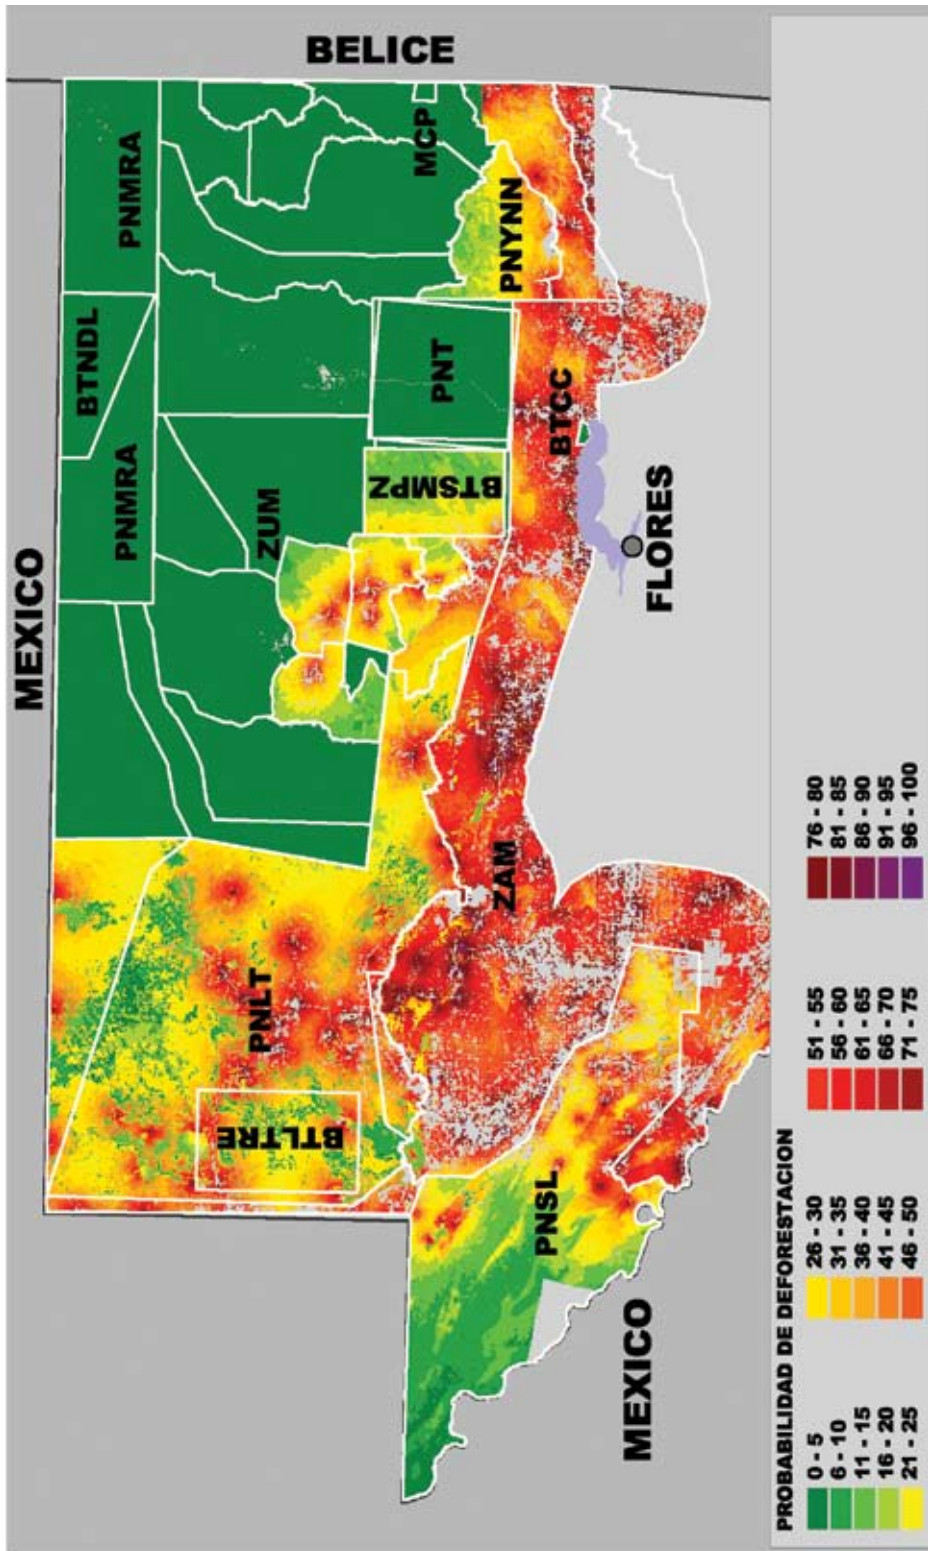 MEXICO
BELICE
PNMRA
BTNDL
PNMRA
ZUM
MCP
PNT
PNYNN
BTSMPZ
BTCC
PNLT
BTLTRE
ZAM
FLORES
PNSL
MEXICO
PROBABILIDAD DE DEFORESTACION
0 - 5
6 - 10
11 - 15
16 - 20
21 - 25
26 - 30
31 - 35
36 - 40
41 - 45
46 - 50
51 - 55
56 - 60
61 - 65
66 - 70
71 - 75
76 - 80
81 - 85
86 - 90
91 - 95
96 - 100